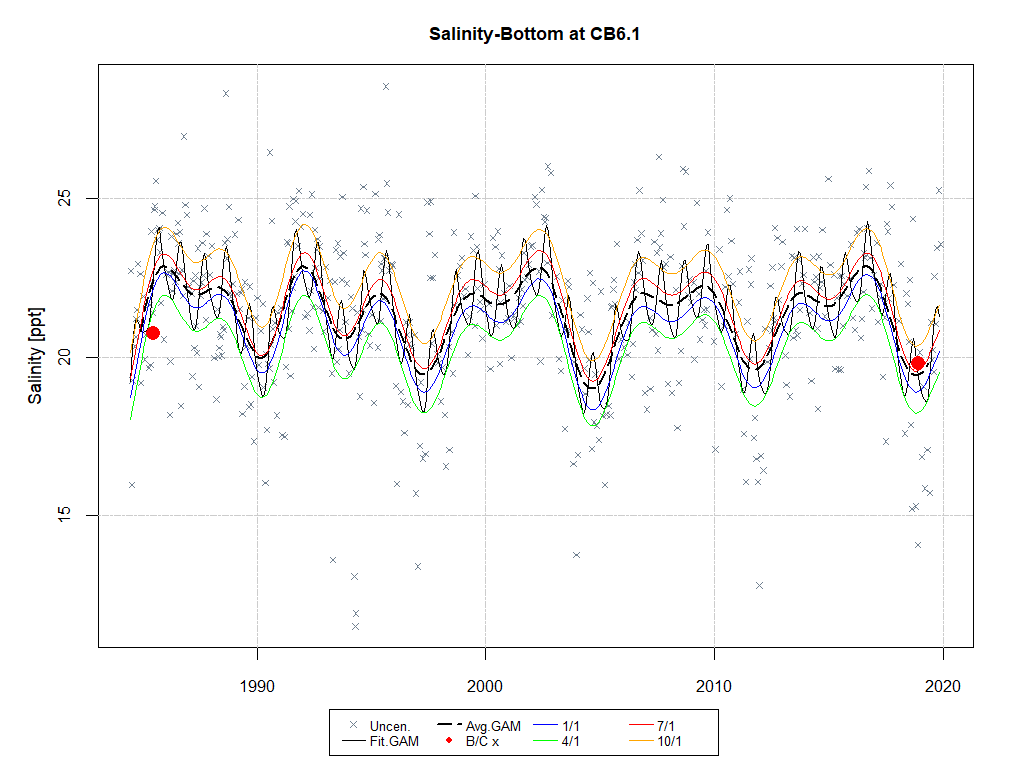 Salinity-Bottom at CB6.1
Salinity [ppt]
25
20
15
1990 2000 2010 2020
Uncen. Avg.GAM 1/1 7/1
Fit.GAM B/C x 4/1 10/1